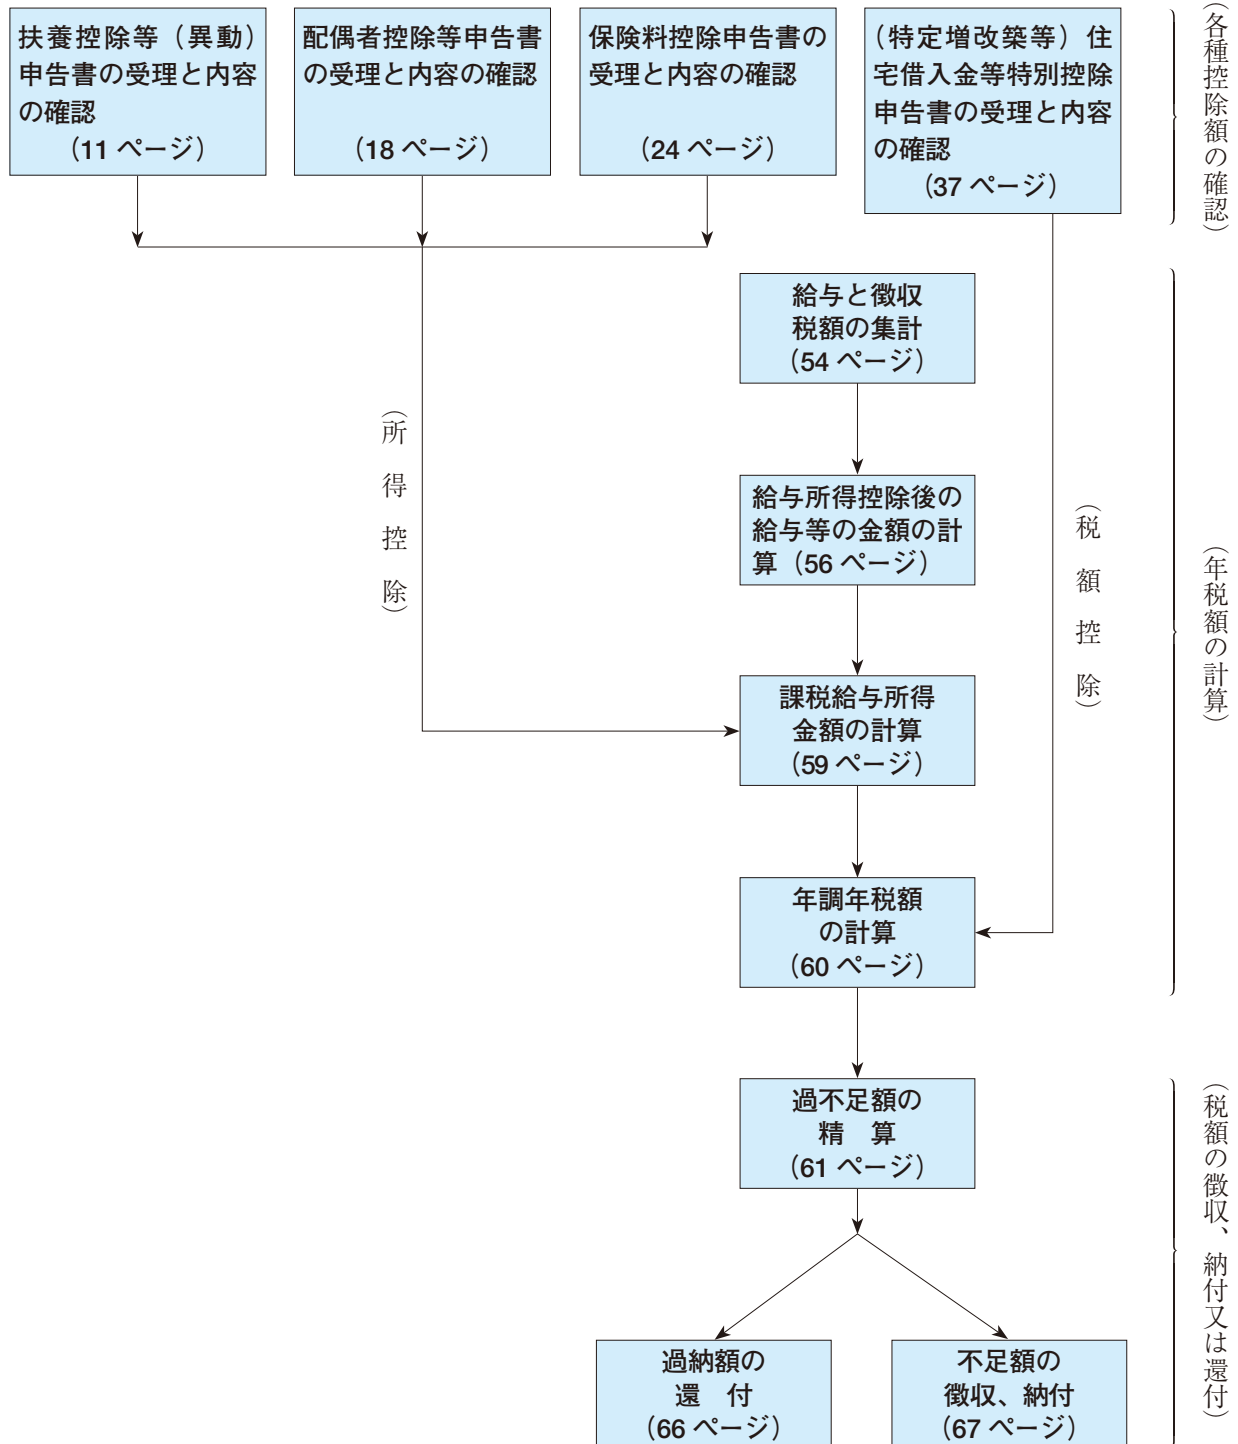 扶養控除等（異動）
申告書の受理と内容
の確認
（11 ページ）
配偶者控除等申告書
の受理と内容の確認
（18 ページ）
保険料控除申告書の
受理と内容の確認
（24 ページ）
（特定増改築等）住
宅借入金等特別控除
申告書の受理と内容
の確認
（37 ページ）
（各種控除額の確認）
給与と徴収
税額の集計
（54 ページ）
（所得控除）
給与所得控除後の
給与等の金額の計
算（56 ページ）
（税額控除）
（年税額の計算）
課税給与所得
金額の計算
（59 ページ）
年調年税額
の計算
（60 ページ）
過不足額の
精　算
（61 ページ）
（税額の徴収、納付又は還付）
過納額の
還　付
（66 ページ）
不足額の
徴収、納付
（67 ページ）